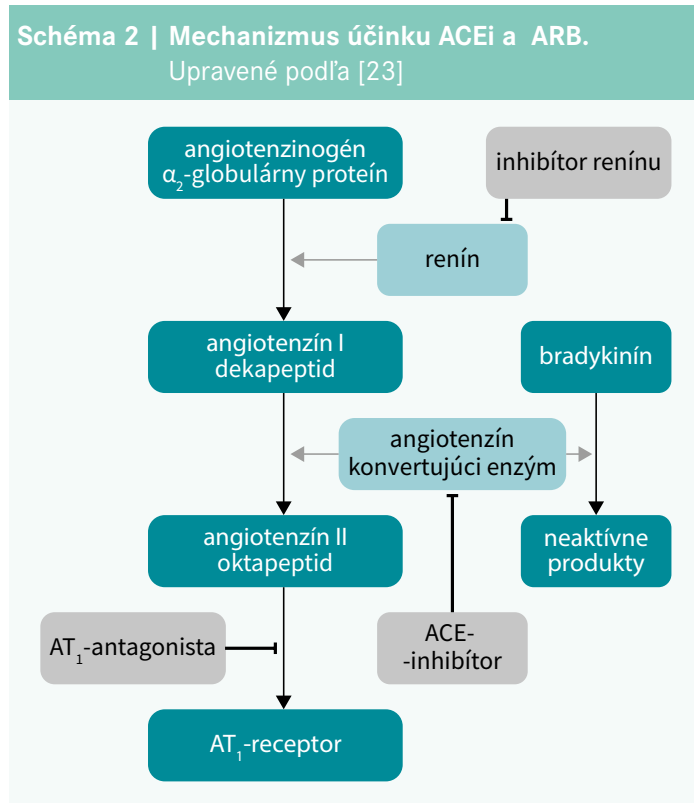 Schéma 2 | Mechanizmus účinku ACEi a ARB.
Upravené podľa [23]
angiotenzinogén
α₂-globulárny proteín
inhibítor renínu
renín
angiotenzín I
dekapeptid
bradykinín
angiotenzín
konvertujúci enzým
angiotenzín II
oktapeptid
neaktívne
produkty
AT₁-antagonista
ACE-
-inhibítor
AT₁-receptor